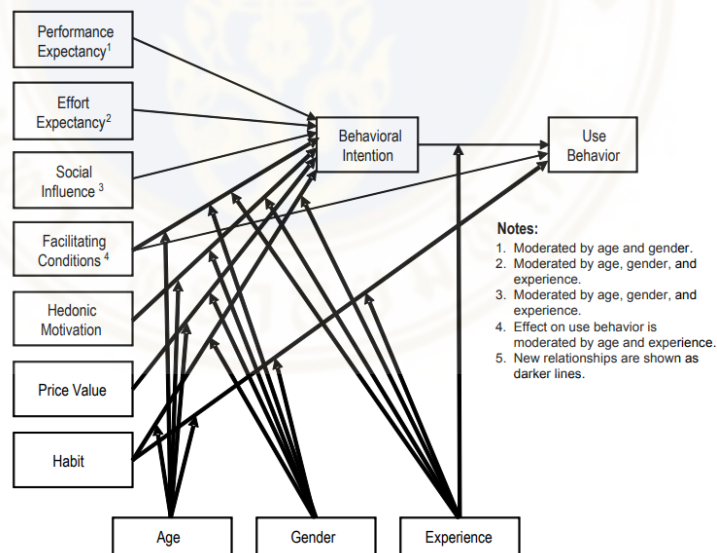 Performance
Expectancy1
Effort
Expectancy2
Social
Influence 3
Facilitating
Conditions 4
Hedonic
Motivation
Price Value
Habit
Behavioral
Intention
Use
Behavior
Notes:
1. Moderated by age and gender.
2. Moderated by age, gender, and
experience.
3. Moderated by age, gender, and
experience.
4. Effect on use behavior is
moderated by age and experience.
5. New relationships are shown as
darker lines.
Age
Gender
Experience